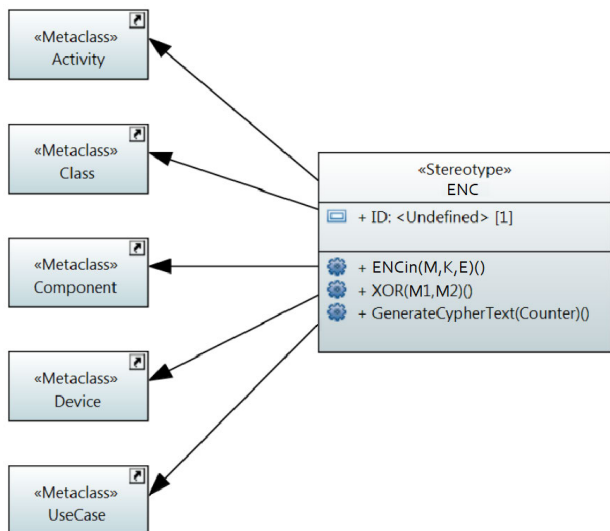 «Metaclass»
Activity
«Metaclass»
Class
«Metaclass»
Component
«Metaclass»
Device
«Metaclass»
UseCase
«Stereotype»
ENC
+ ID: <Undefined> [1]
+ ENCin(M,K,E)()
+ XOR(M1,M2)()
+ GenerateCypherText(Counter)()